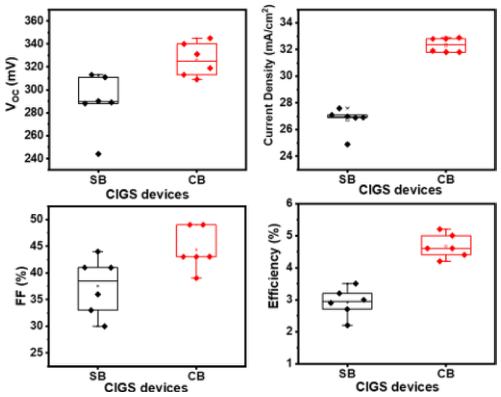 360
340
320
300
280
260
240
V_OC (mV)
SB CB
CIGS devices
34
32
30
28
26
24
Current Density (mA/cm²)
SB CB
CIGS devices
50
45
40
35
30
25
FF (%)
SB CB
CIGS devices
6
5
4
3
2
1
Efficiency (%)
SB CB
CIGS devices